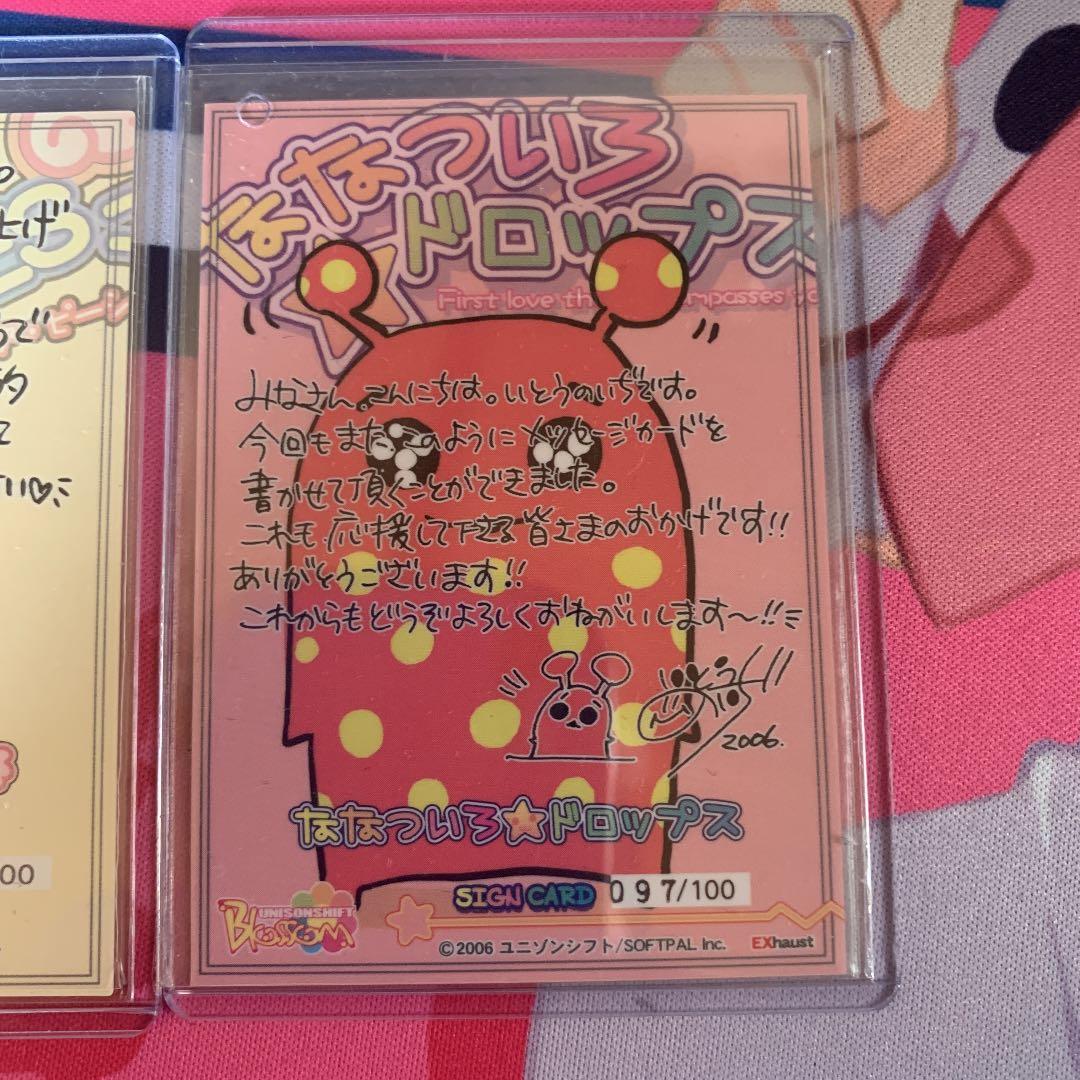 上げ
で
なないろ
ドロップス
First love th mpasses
みなさん、こんにちは。いとうのいぢです。
今回もまたこのようにメッセージカードを
書かせて頂くことができました。
これも応援して下さる皆さまのおかげです!!
ありがとうございます!!
これからもどうぞよろしくおねがいします〜!!
2006.
ななついろ★ドロップス
SIGN CARD 097/100
UNISONSHIFT
Blossom
©2006 ユニゾンシフト/SOFTPAL Inc.
EXhaust
00